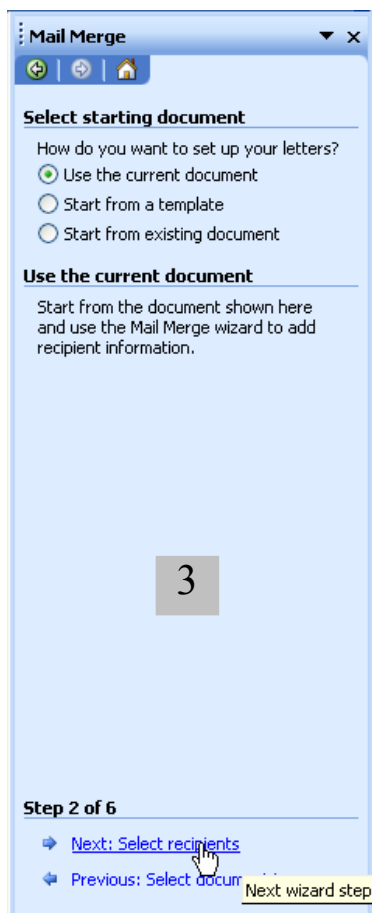 Mail Merge
Select starting document
How do you want to set up your letters?
Use the current document
Start from a template
Start from existing document
Use the current document
Start from the document shown here
and use the Mail Merge wizard to add
recipient information.
3
Step 2 of 6
Next: Select recipients
Previous: Select
Next wizard step